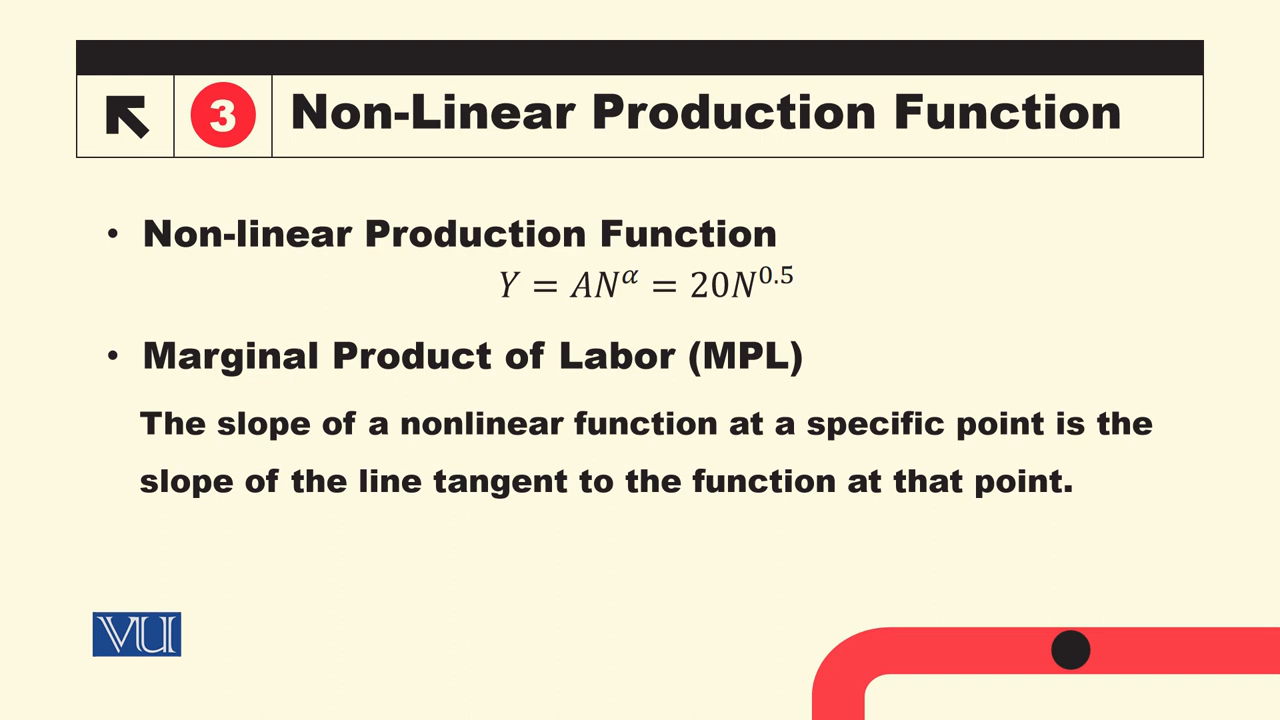 3 Non-Linear Production Function
• Non-linear Production Function
Y = AN^α = 20N^0.5
• Marginal Product of Labor (MPL)
The slope of a nonlinear function at a specific point is the
slope of the line tangent to the function at that point.
VU